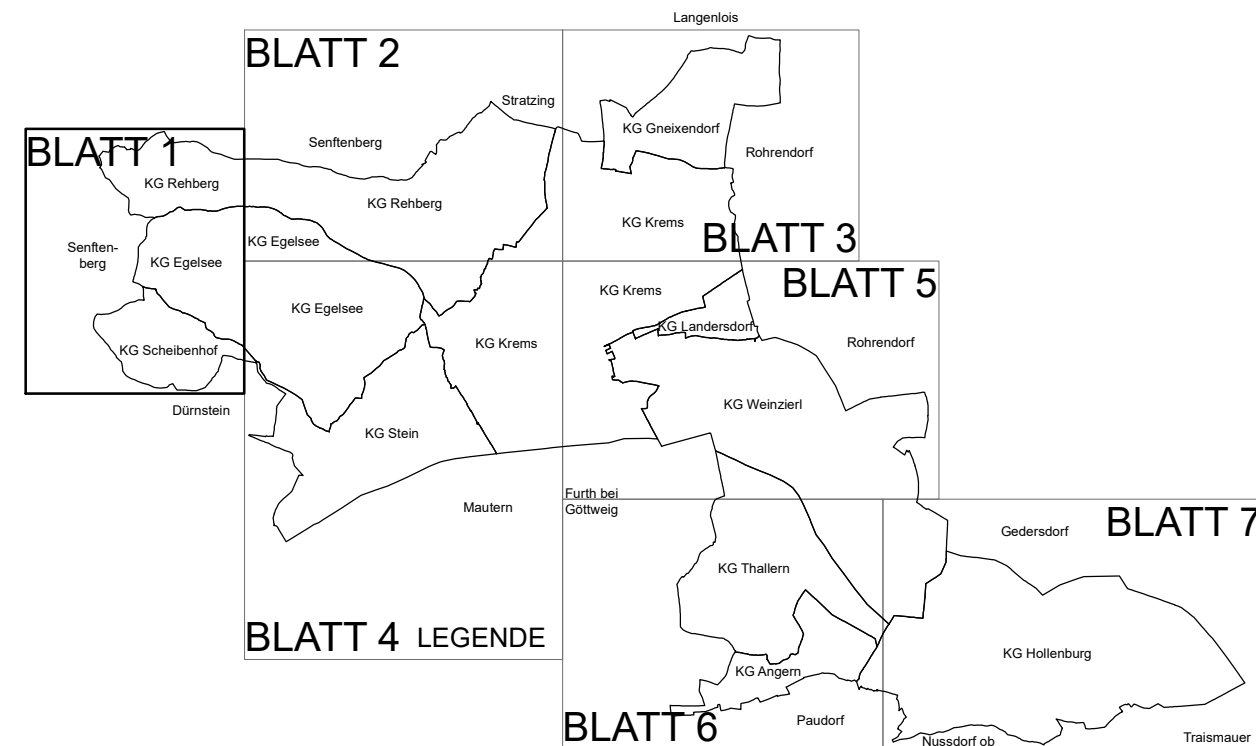 Langenlois
BLATT 2
Stratzing
KG Gneixendorf
Senftenberg
BLATT 1
Rohrendorf
KG Rehberg
KG Rehberg
KG Krems
BLATT 3
KG Egelsee
Senften-
berg
KG Egelsee
BLATT 5
KG Krems
KG Egelsee
KG Landersdorf
KG Krems
Rohrendorf
KG Scheibenhof
Dürnstein
KG Weinzierl
KG Stein
Furth bei
Göttweig
Mautern
BLATT 7
Gedersdorf
KG Thallern
BLATT 4
LEGENDE
KG Hollenburg
KG Angern
BLATT 6
Paudorf
Nussdorf ob
Traismauer